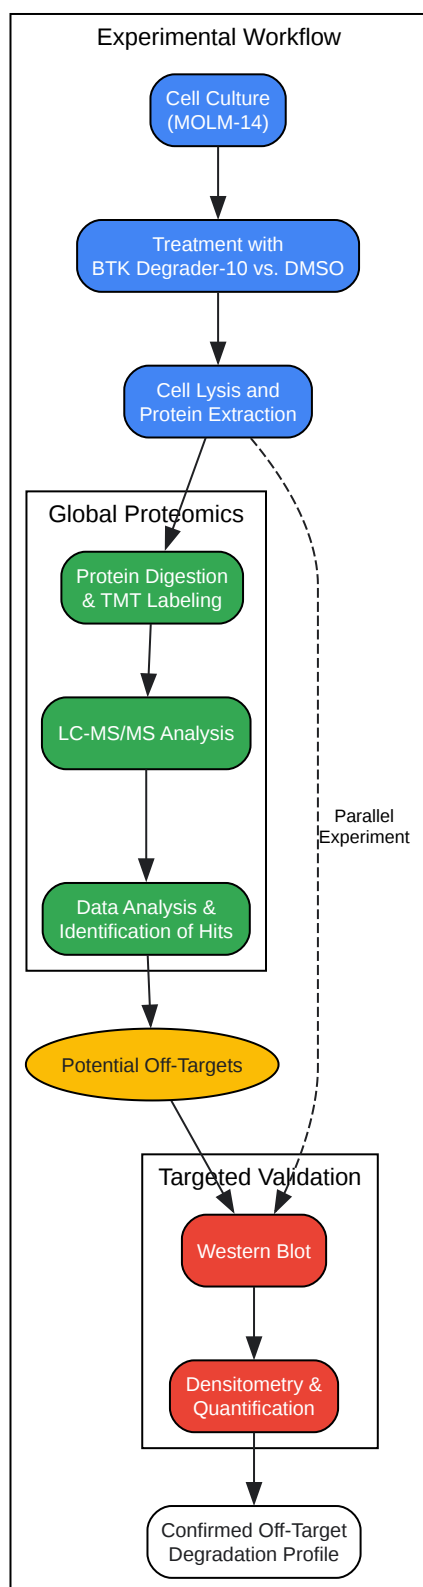 Experimental Workflow
Cell Culture
(MOLM-14)
Treatment with
BTK Degrader-10 vs. DMSO
Cell Lysis and
Protein Extraction
Global Proteomics
Protein Digestion
& TMT Labeling
LC-MS/MS Analysis
Parallel
Experiment
Data Analysis &
Identification of Hits
Potential Off-Targets
Targeted Validation
Western Blot
Densitometry &
Quantification
Confirmed Off-Target
Degradation Profile